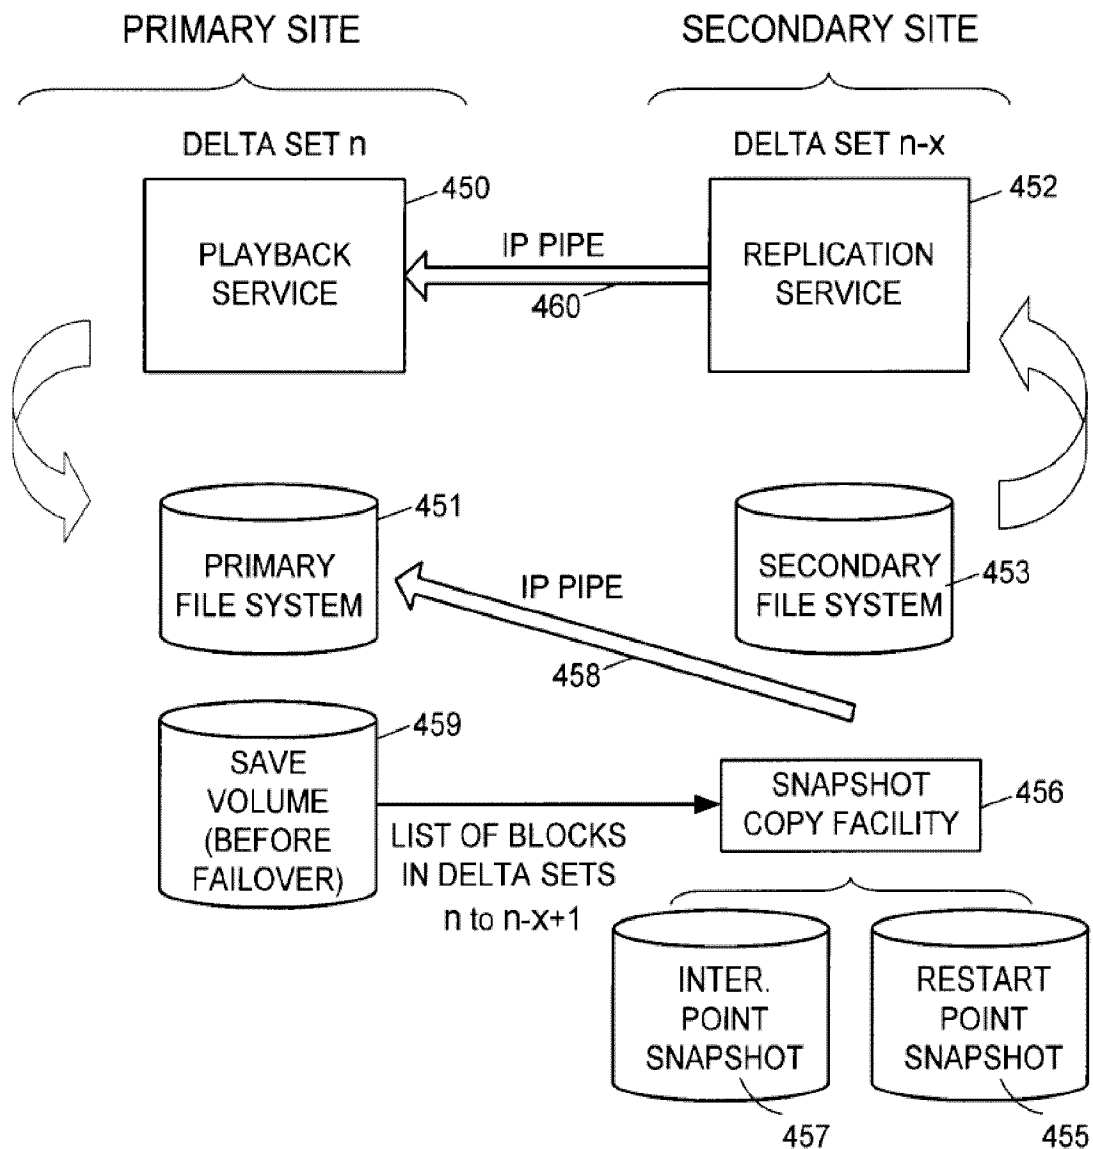 PRIMARY SITE
SECONDARY SITE
DELTA SET n
DELTA SET n-x
450
452
PLAYBACK
SERVICE
IP PIPE
460
REPLICATION
SERVICE
451
PRIMARY
FILE SYSTEM
IP PIPE
458
SECONDARY
FILE SYSTEM
453
459
SAVE
VOLUME
(BEFORE
FAILOVER)
LIST OF BLOCKS
IN DELTA SETS
n to n-x+1
SNAPSHOT
COPY FACILITY
456
INTER.
POINT
SNAPSHOT
RESTART
POINT
SNAPSHOT
457
455